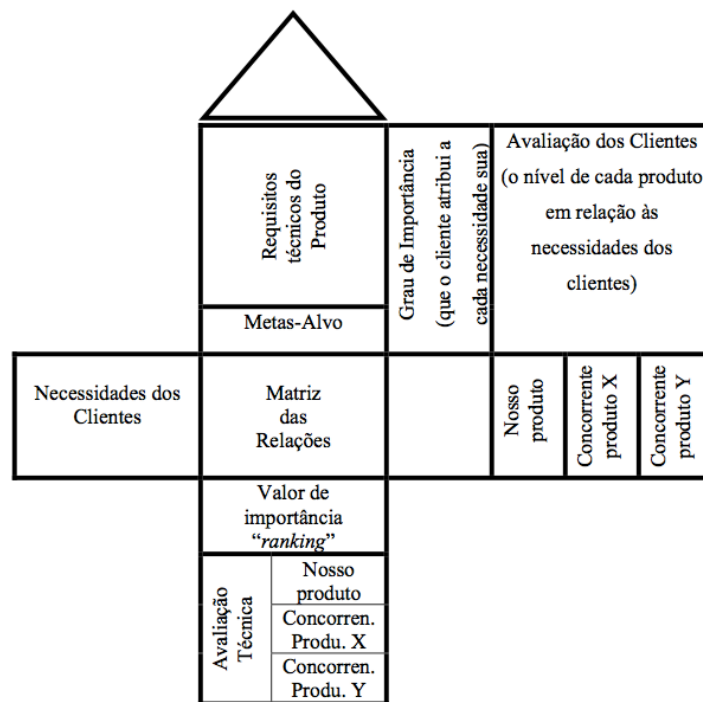 Requisitos
técnicos do
Produto
Metas-Alvo
Grau de Importância
(que o cliente atribui a
cada necessidade sua)
Avaliação dos Clientes
(o nível de cada produto
em relação às
necessidades dos
clientes)
Necessidades dos
Clientes
Matriz
das
Relações
Nosso
produto
Concorrente
produto X
Concorrente
produto Y
Valor de
importância
“ranking”
Avaliação
Técnica
Nosso
produto
Concorren.
Produ. X
Concorren.
Produ. Y